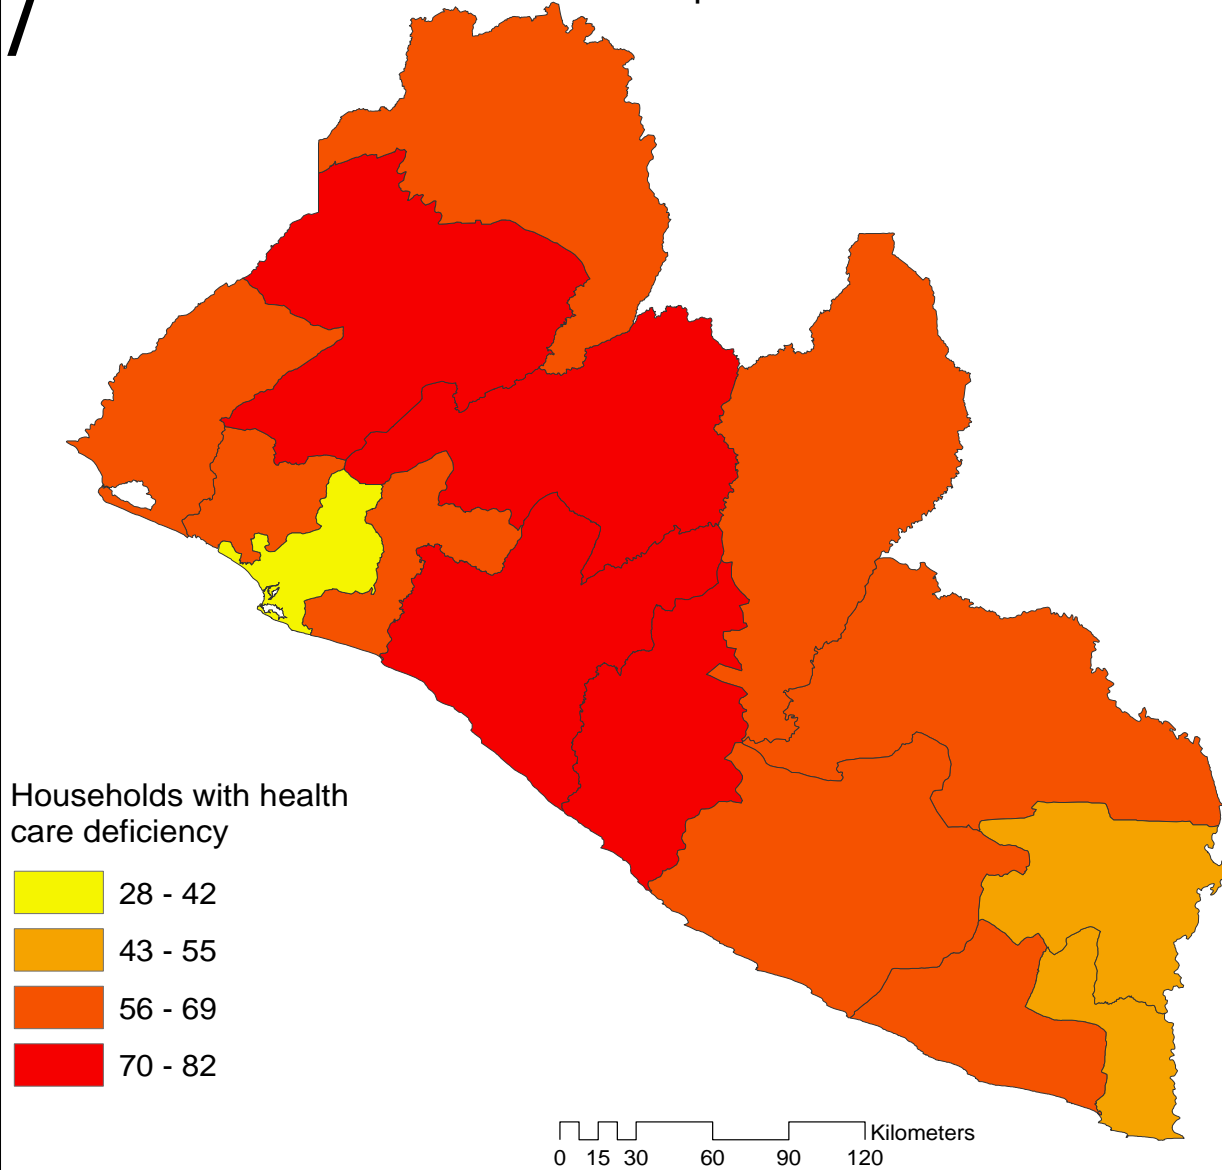 Households with health
care deficiency
28 - 42
43 - 55
56 - 69
70 - 82
Kilometers
0 15 30 60 90 120